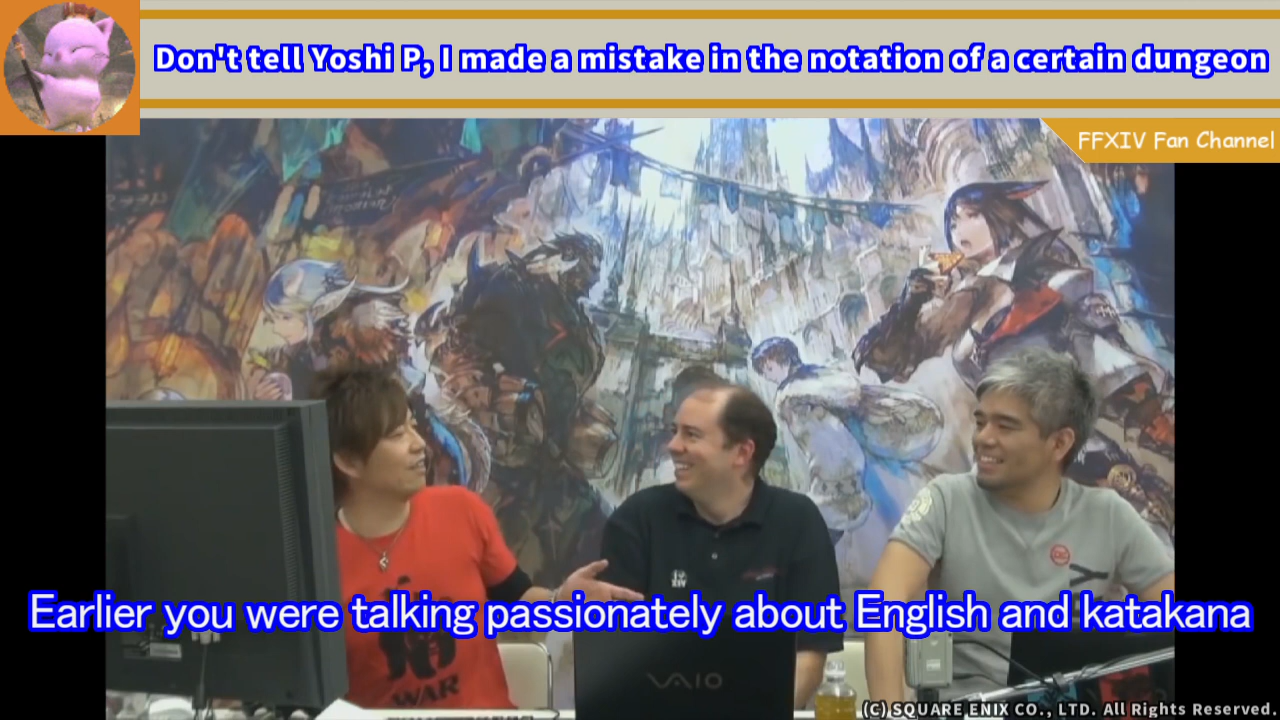 Don't tell Yoshi P, I made a mistake in the notation of a certain dungeon
FFXIV Fan Channel
XIV
Earlier you were talking passionately about English and katakana
WAR
VAIO
(C) SQUARE ENIX CO., LTD. All Rights Reserved.